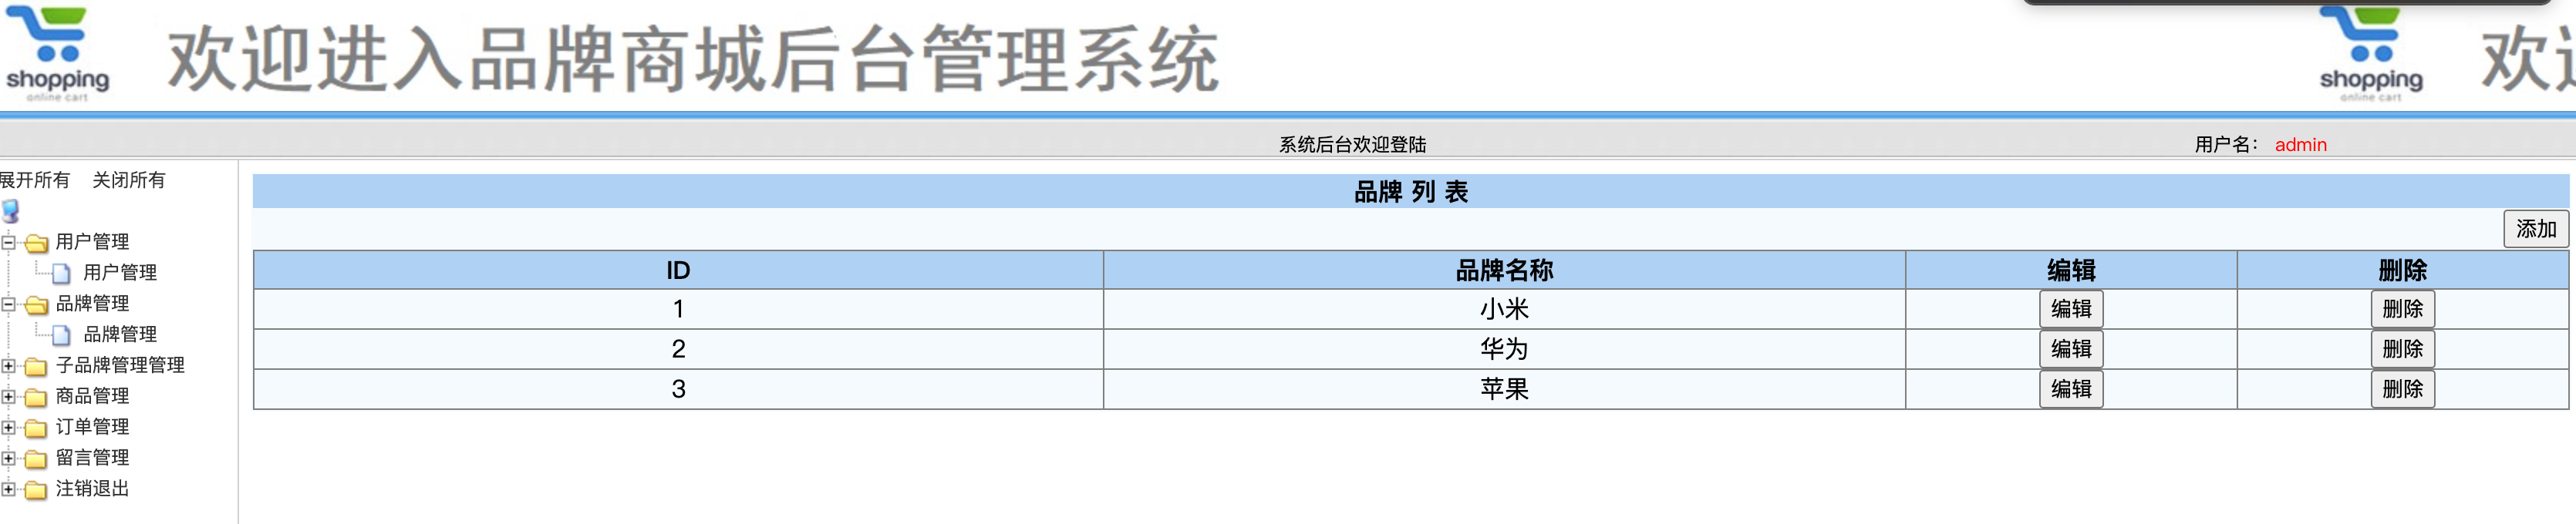 shopping
online cart
欢迎进入品牌商城后台管理系统
shopping
online cart
欢
系统后台欢迎登陆
用户名： admin
展开所有 关闭所有
用户管理
用户管理
品牌管理
品牌管理
子品牌管理管理
商品管理
订单管理
留言管理
注销退出
品牌列表
添加
ID 品牌名称 编辑 删除
1 小米 编辑 删除
2 华为 编辑 删除
3 苹果 编辑 删除